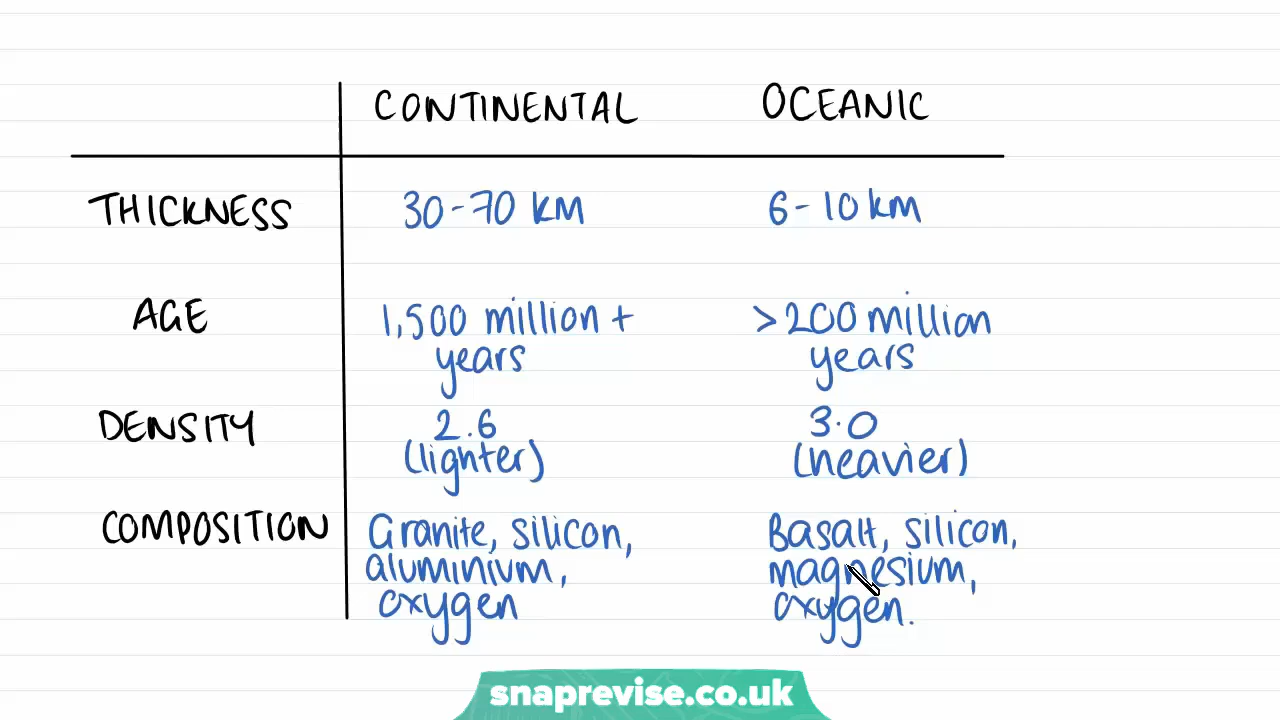 CONTINENTAL OCEANIC
THICKNESS 30-70 KM 6-10 KM
AGE 1,500 million + >200 million
years years
DENSITY 2.6 3.0
(lighter) (heavier)
COMPOSITION Granite, silicon, Basalt, silicon,
aluminium, magnesium,
oxygen oxygen.
snaprevise.co.uk